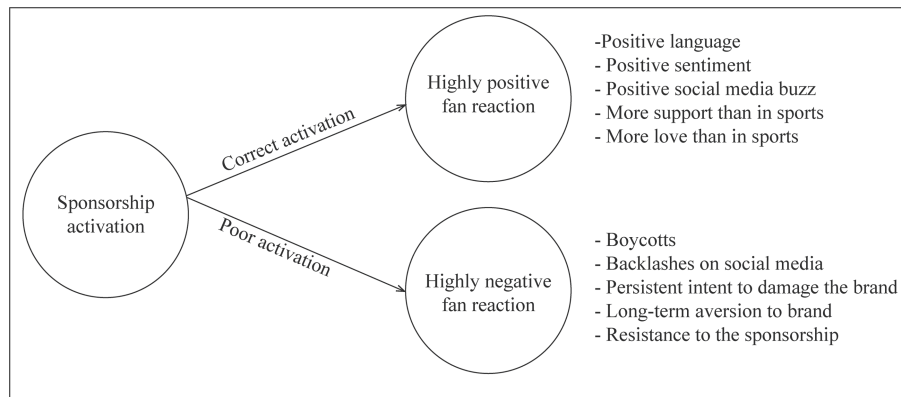 Sponsorship
activation
Correct activation
Poor activation
Highly positive
fan reaction
-Positive language
- Positive sentiment
- Positive social media buzz
- More support than in sports
- More love than in sports
Highly negative
fan reaction
- Boycotts
- Backlashes on social media
- Persistent intent to damage the brand
- Long-term aversion to brand
- Resistance to the sponsorship